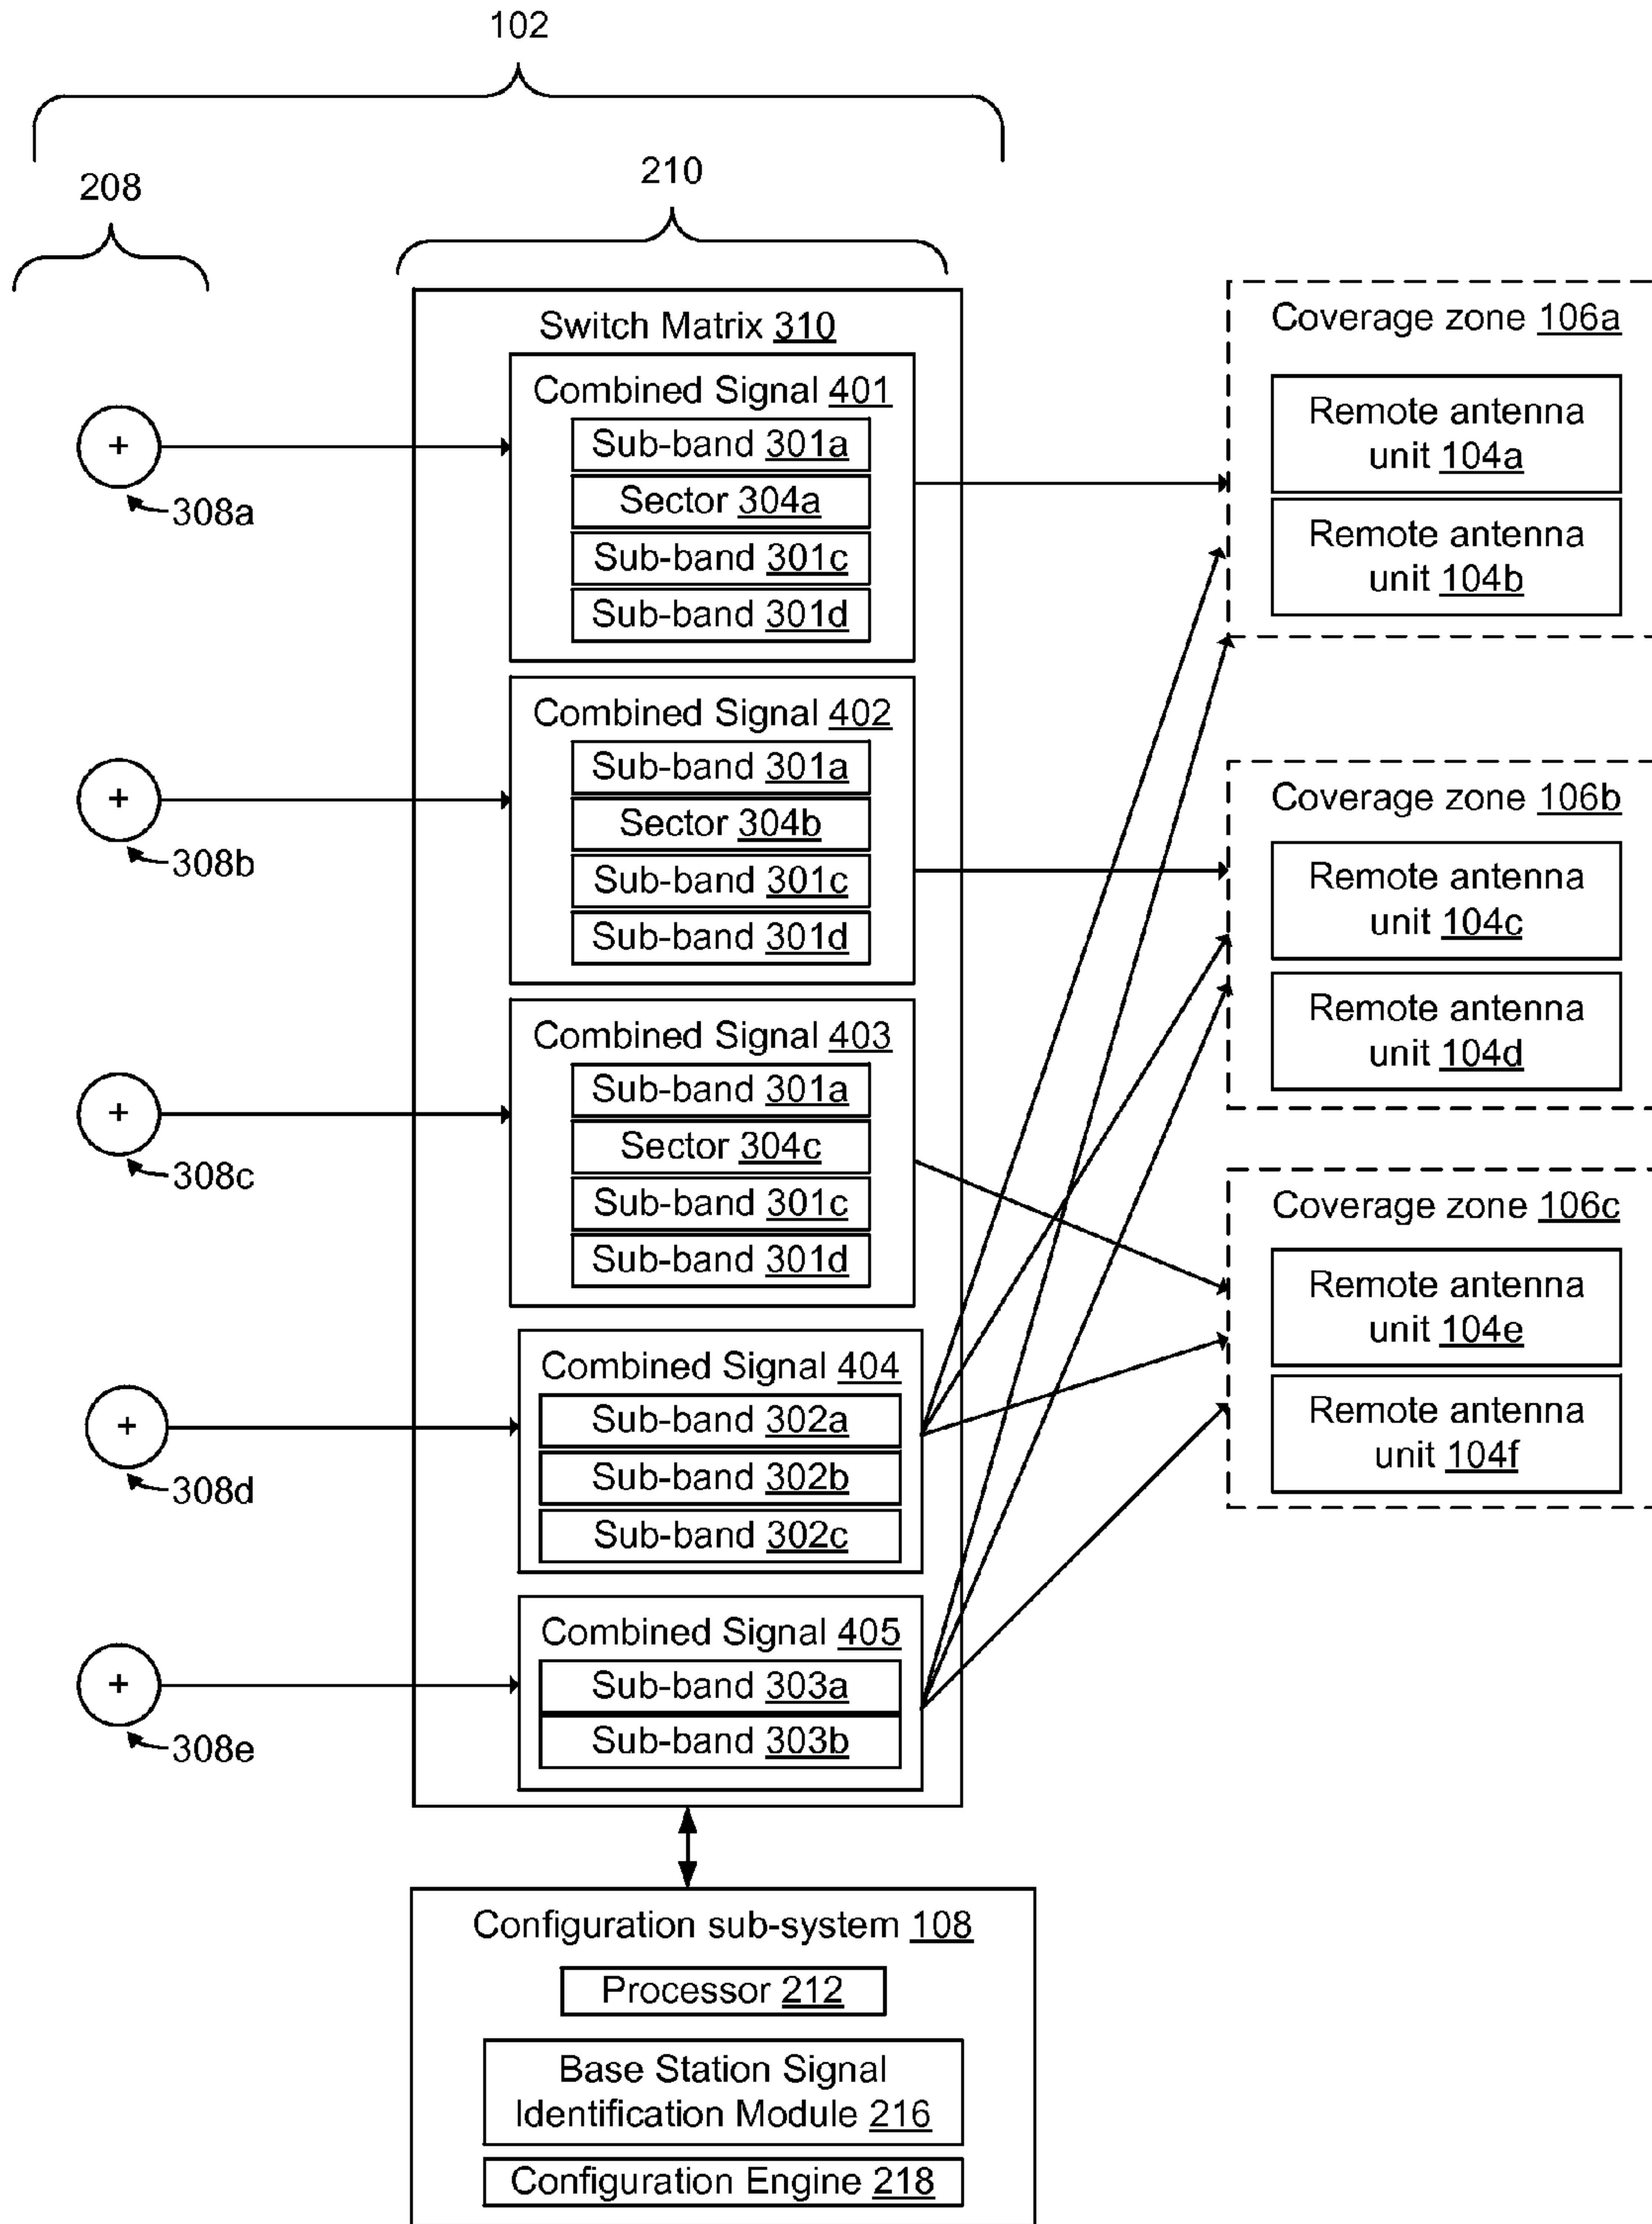 102
208
210
Switch Matrix 310
Combined Signal 401
Sub-band 301a
Sector 304a
Sub-band 301c
Sub-band 301d
Combined Signal 402
Sub-band 301a
Sector 304b
Sub-band 301c
Sub-band 301d
Combined Signal 403
Sub-band 301a
Sector 304c
Sub-band 301c
Sub-band 301d
Combined Signal 404
Sub-band 302a
Sub-band 302b
Sub-band 302c
Combined Signal 405
Sub-band 303a
Sub-band 303b
+
308a
+
308b
+
308c
+
308d
+
308e
Coverage zone 106a
Remote antenna
unit 104a
Remote antenna
unit 104b
Coverage zone 106b
Remote antenna
unit 104c
Remote antenna
unit 104d
Coverage zone 106c
Remote antenna
unit 104e
Remote antenna
unit 104f
Configuration sub-system 108
Processor 212
Base Station Signal
Identification Module 216
Configuration Engine 218